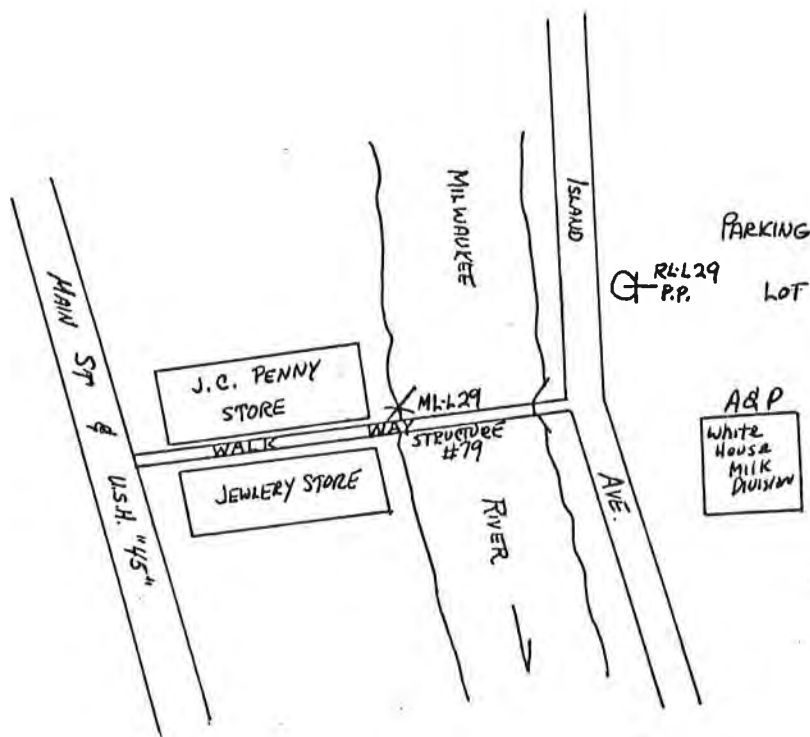 MAIN ST & U.S.H. "45"
J.C. PENNY
STORE
WALK WAY
JEWLERY STORE
MILWAUKEE
RIVER
ML-L29
STRUCTURE
#79
ISLAND
AVE.
PARKING
LOT
RL-L29
P.P.
A&P
White
House
Milk
Division